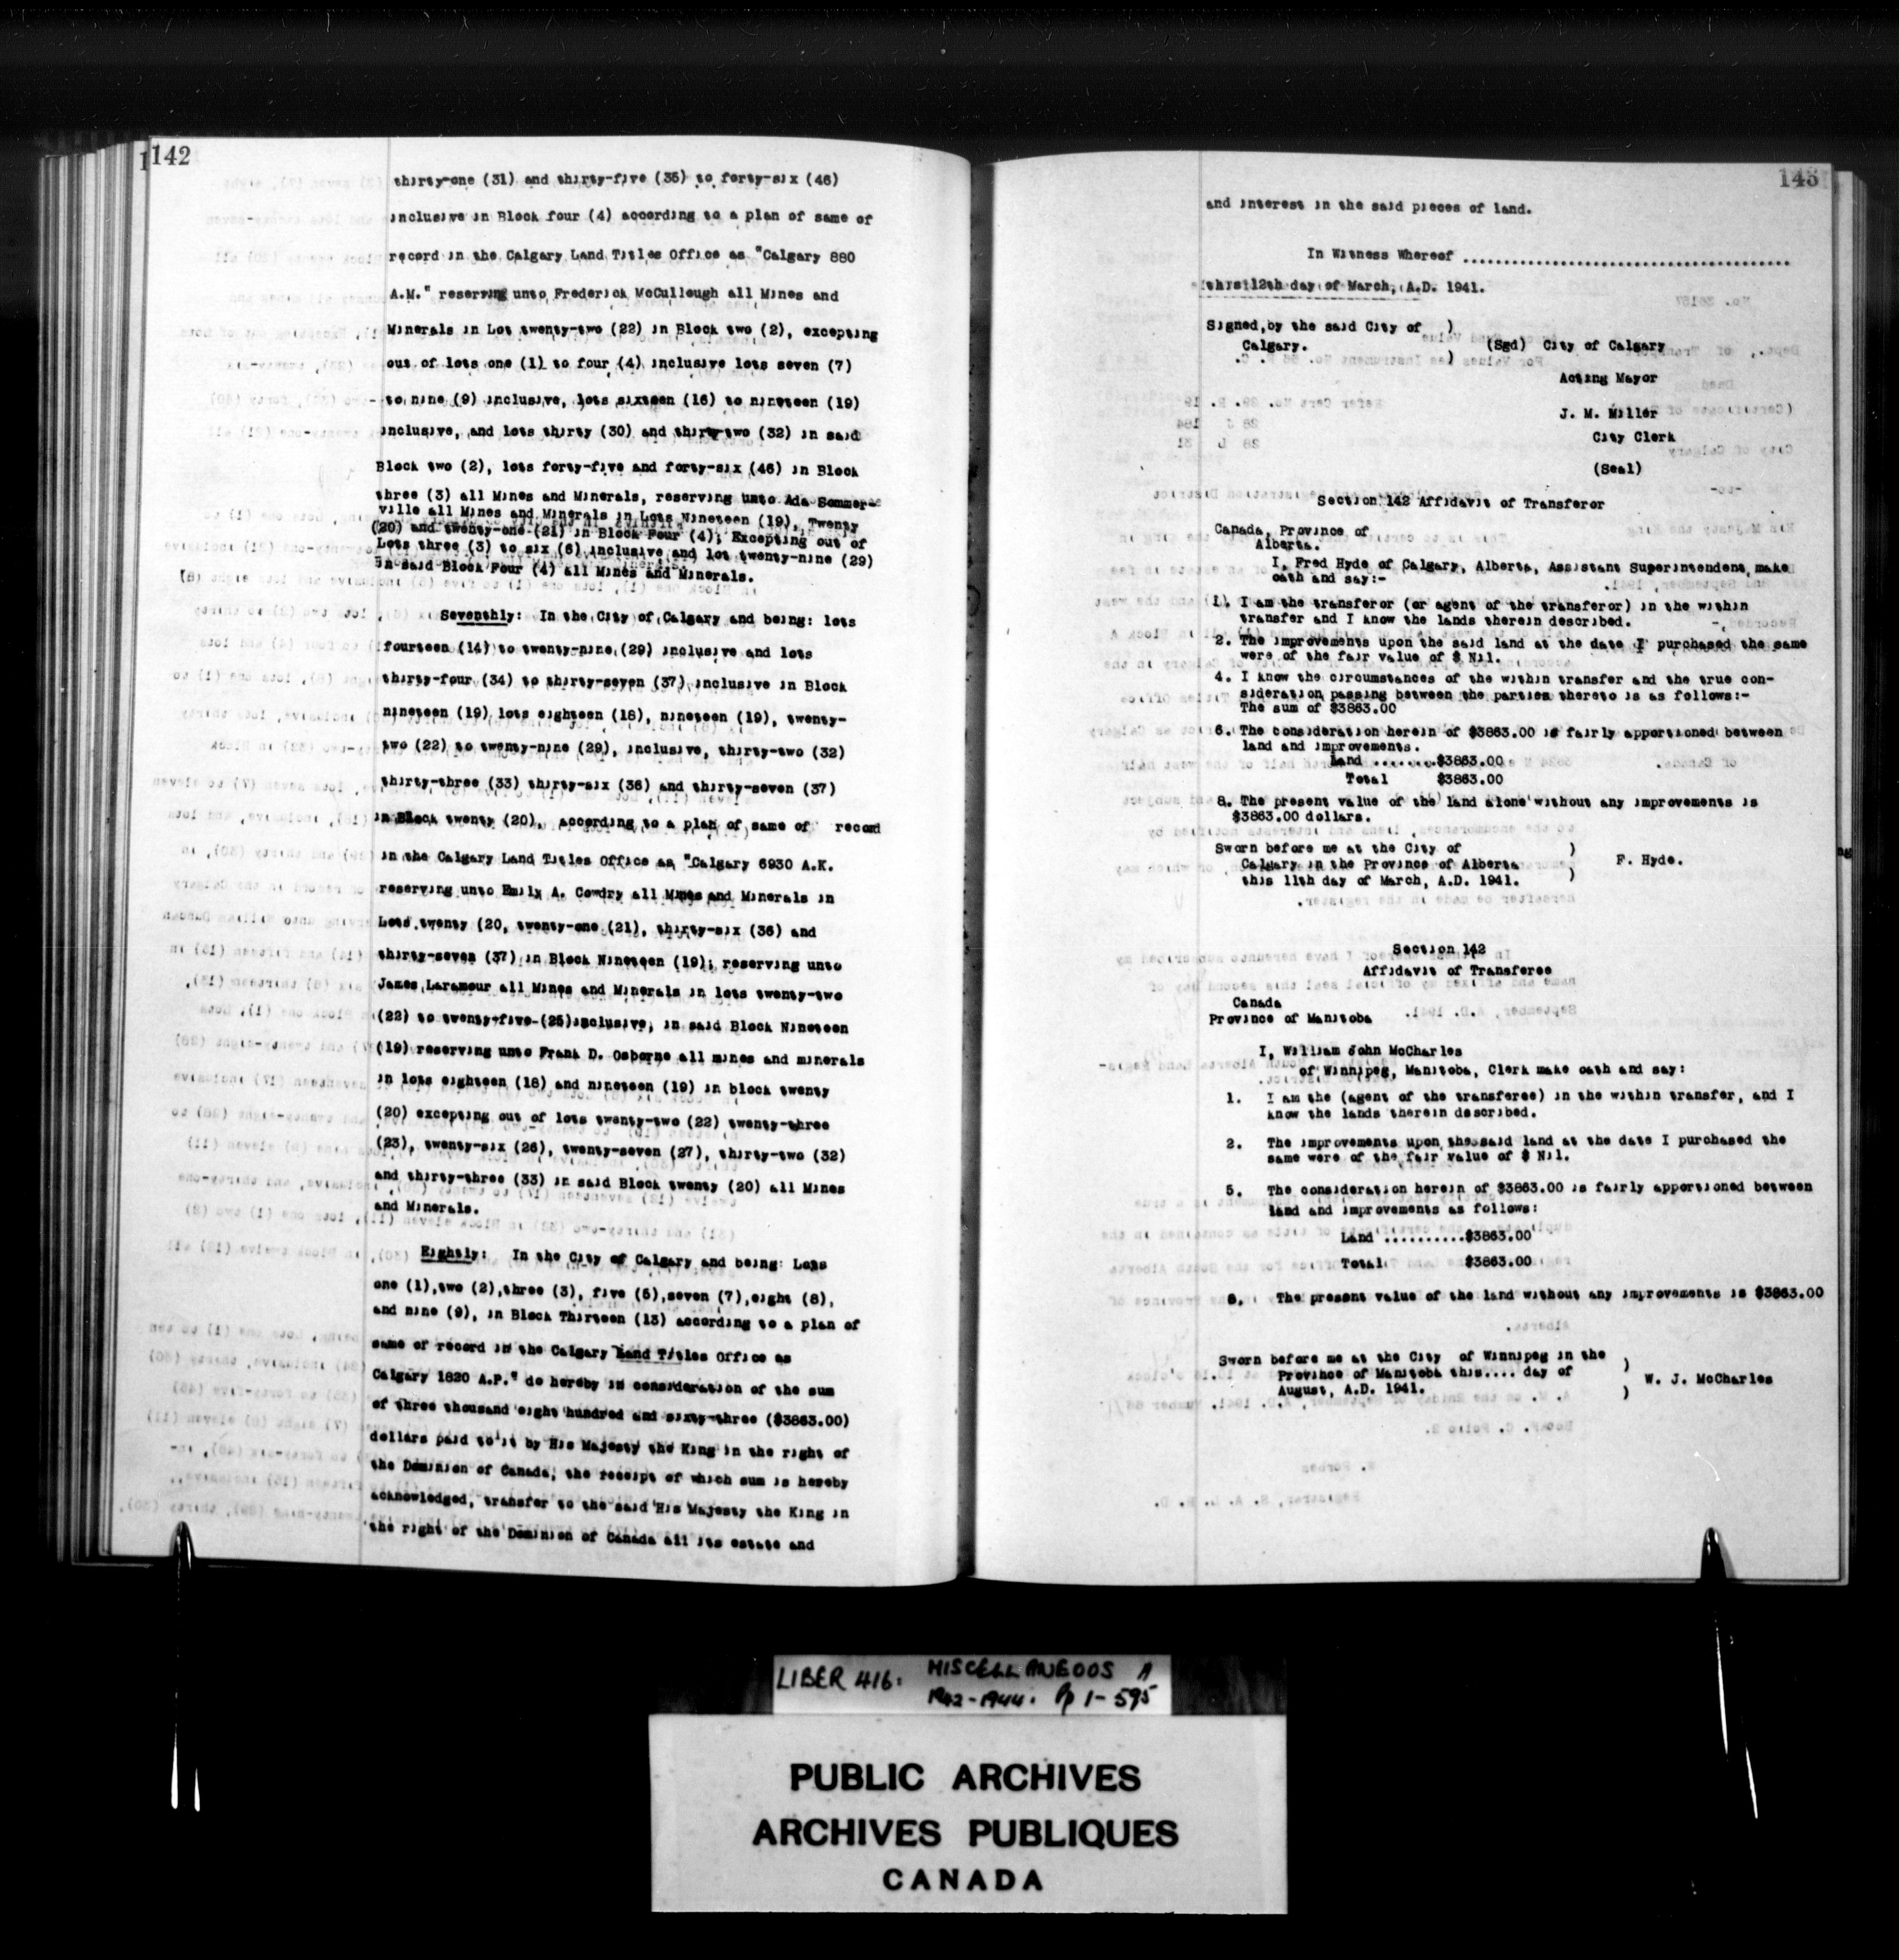 142
thirty-one (31) and thirty-five (35) to forty-six (46)
inclusive in Block four (4) according to a plan of same of
record in the Calgary Land Titles Office as "Calgary 880
A.M." reserving unto Frederick McCullough all Mines and
Minerals in Lot twenty-two (22) in Block two (2), excepting
out of lots one (1) to four (4) inclusive lots seven (7)
to nine (9) inclusive, lots sixteen (16) to nineteen (19)
inclusive, and lots thirty (30) and thirty-two (32) in said
Block two (2), lots forty-five and forty-six (46) in Block
three (3) all Mines and Minerals, reserving unto Ada Sommer-
ville all Mines and Minerals in Lots Nineteen (19), Twenty
(20) and twenty-one (21) in Block Four (4); Excepting out of
Lots three (3) to six (6) inclusive and lot twenty-nine (29)
in said Block Four (4) all Mines and Minerals.
Seventhly: In the City of Calgary and being: lots
fourteen (14) to twenty-nine (29) inclusive and lots
thirty-four (34) to thirty-seven (37) inclusive in Block
nineteen (19) lots eighteen (18), nineteen (19), twenty-
two (22) to twenty-nine (29), inclusive, thirty-two (32)
thirty-three (33) thirty-six (36) and thirty-seven (37)
in Block twenty (20), according to a plan of same of record
in the Calgary Land Titles Office as "Calgary 6930 A.K.
reserving unto Emily A. Cowdry all Mines and Minerals in
Lots twenty (20, twenty-one (21), thirty-six (36) and
thirty-seven (37) in Block Nineteen (19); reserving unto
James Laramour all Mines and Minerals in lots twenty-two
(22) to twenty-five (25) inclusive, in said Block Nineteen
(19) reserving unto Frank D. Osborne all mines and minerals
in lots eighteen (18) and nineteen (19) in block twenty
(20) excepting out of lots twenty-two (22) twenty-three
(23), twenty-six (26), twenty-seven (27), thirty-two (32)
and thirty-three (33) in said Block twenty (20) all Mines
and Minerals.
Eightly: In the City of Calgary and being: Lots
one (1),two (2),three (3), five (5),seven (7),eight (8),
and nine (9), in Block Thirteen (13) according to a plan of
same of record in the Calgary Land Titles Office as
Calgary 1820 A.P." do hereby in consideration of the sum
of three thousand eight hundred and sixty-three ($3863.00)
dollars paid to it by His Majesty the King in the right of
the Dominion of Canada, the receipt of which sum is hereby
acknowledged, transfer to the said His Majesty the King in
the right of the Dominion of Canada all its estate and
143
and interest in the said pieces of land.
In Witness Whereof ........................................
this 12th day of March, A.D. 1941.
Signed by the said City of )
Calgary. (Sgd) City of Calgary
)
Acting Mayor
J. M. Miller
City Clerk
(Seal)
Section 142 Affidavit of Transferor
Canada, Province of
Alberta.
I, Fred Hyde of Calgary, Alberta, Assistant Superintendent, make
oath and say:-
1. I am the transferor (or agent of the transferor) in the within
transfer and I know the lands therein described.
2. The improvements upon the said land at the date I purchased the same
were of the fair value of $ Nil.
4. I know the circumstances of the within transfer and the true con-
sideration passing between the parties thereto is as follows:-
The sum of $3863.00
6. The consideration herein of $3863.00 is fairly apportioned between
land and improvements.
Land ........$3863.00
Total $3863.00
8. The present value of the land alone without any improvements is
$3863.00 dollars.
Sworn before me at the City of )
Calgary in the Province of Alberta F. Hyde.
this 11th day of March, A.D. 1941. )
Section 142
Affidavit of Transferee
Canada
Province of Manitoba
I, William John McCharles
of Winnipeg, Manitoba, Clerk make oath and say:
1. I am the (agent of the transferee) in the within transfer, and I
know the lands therein described.
2. The improvements upon the said land at the date I purchased the
same were of the fair value of $ Nil.
5. The consideration herein of $3863.00 is fairly apportioned between
land and improvements as follows:
Land ..........$3863.00
Total $3863.00
6. The present value of the land without any improvements is $3863.00
Sworn before me at the City of Winnipeg in the
Province of Manitoba this.... day of ) W. J. McCharles
August, A.D. 1941. )
LIBER 416: MISCELLANEOUS A
1942-1944. Pp 1-595
PUBLIC ARCHIVES
ARCHIVES PUBLIQUES
CANADA